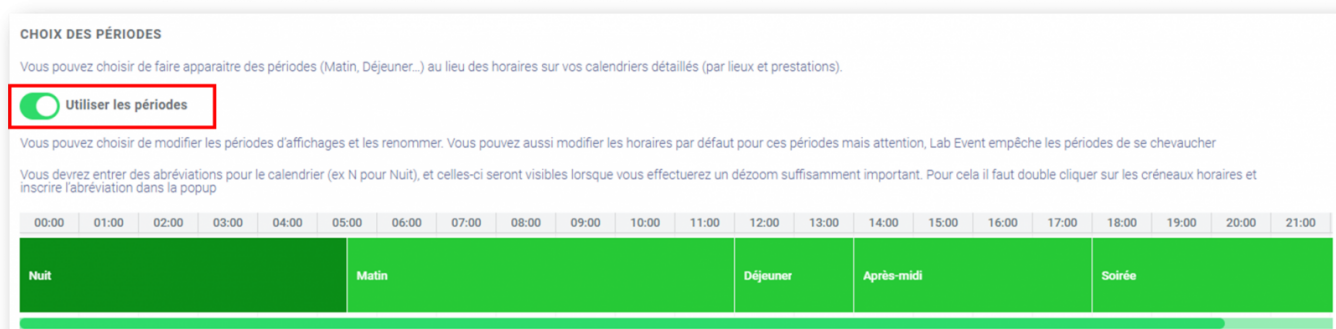 CHOIX DES PÉRIODES
Vous pouvez choisir de faire apparaitre des périodes (Matin, Déjeuner...) au lieu des horaires sur vos calendriers détaillés (par lieux et prestations).
Utiliser les périodes
Vous pouvez choisir de modifier les périodes d'affichages et les renommer. Vous pouvez aussi modifier les horaires par défaut pour ces périodes mais attention, Lab Event empêche les périodes de se chevaucher
Vous devrez entrer des abréviations pour le calendrier (ex N pour Nuit), et celles-ci seront visibles lorsque vous effectuerez un dézoom suffisamment important. Pour cela il faut double cliquer sur les créneaux horaires et
inscrire l'abréviation dans la popup
00:00 01:00 02:00 03:00 04:00 05:00 06:00 07:00 08:00 09:00 10:00 11:00 12:00 13:00 14:00 15:00 16:00 17:00 18:00 19:00 20:00 21:00
Nuit Matin Déjeuner Après-midi Soirée